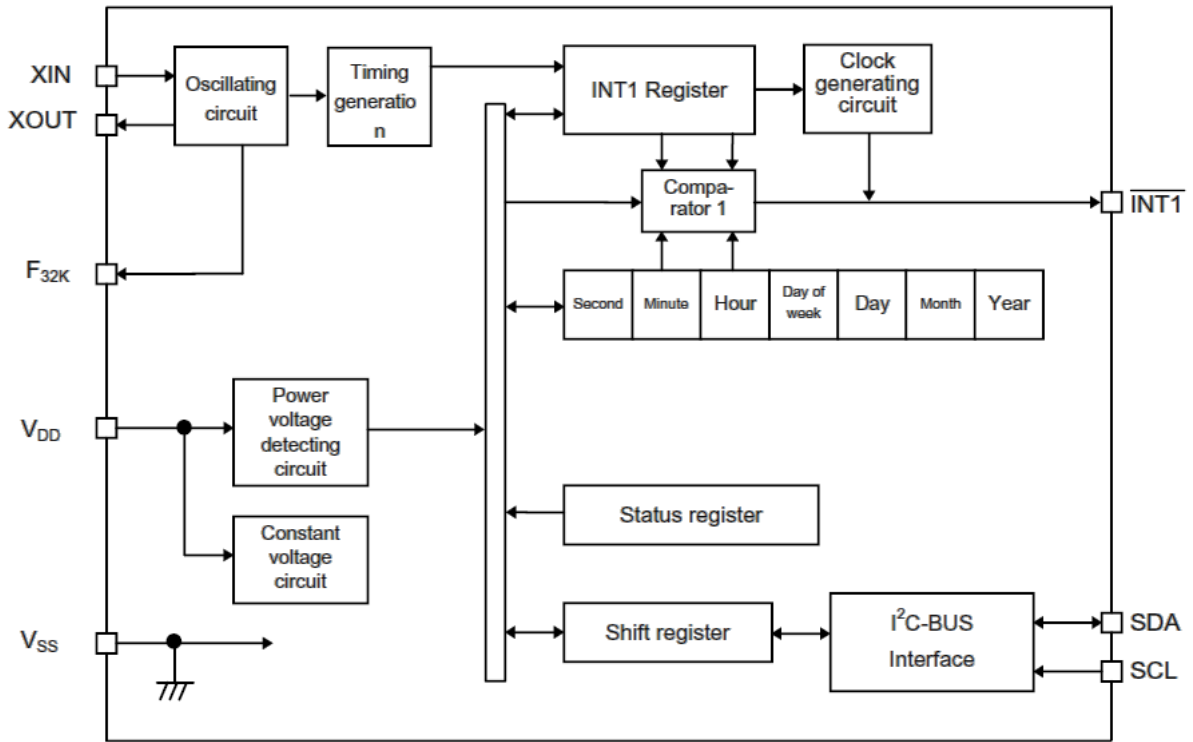 XIN
XOUT
F32K
VDD
VSS
Oscillating
circuit
Timing
generatio
n
INT1 Register
Clock
generating
circuit
Compa-
rator 1
INT1
Second
Minute
Hour
Day of
week
Day
Month
Year
Power
voltage
detecting
circuit
Constant
voltage
circuit
Status register
Shift register
I2C-BUS
Interface
SDA
SCL